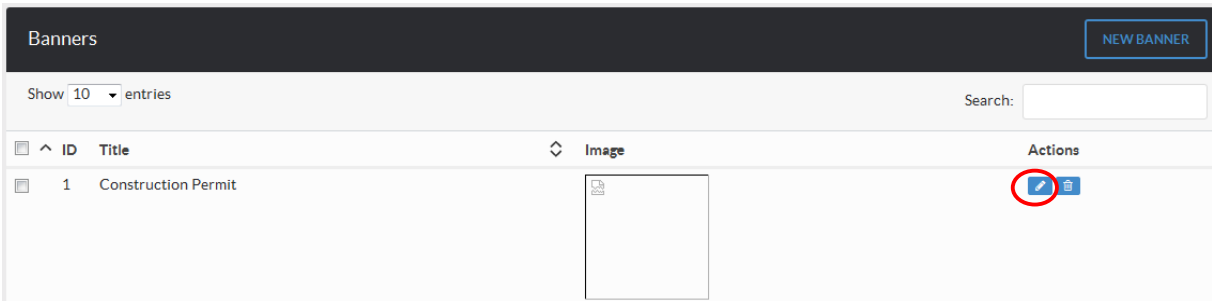 Banners
NEW BANNER
Show 10 entries
Search:
ID Title Image Actions
1 Construction Permit